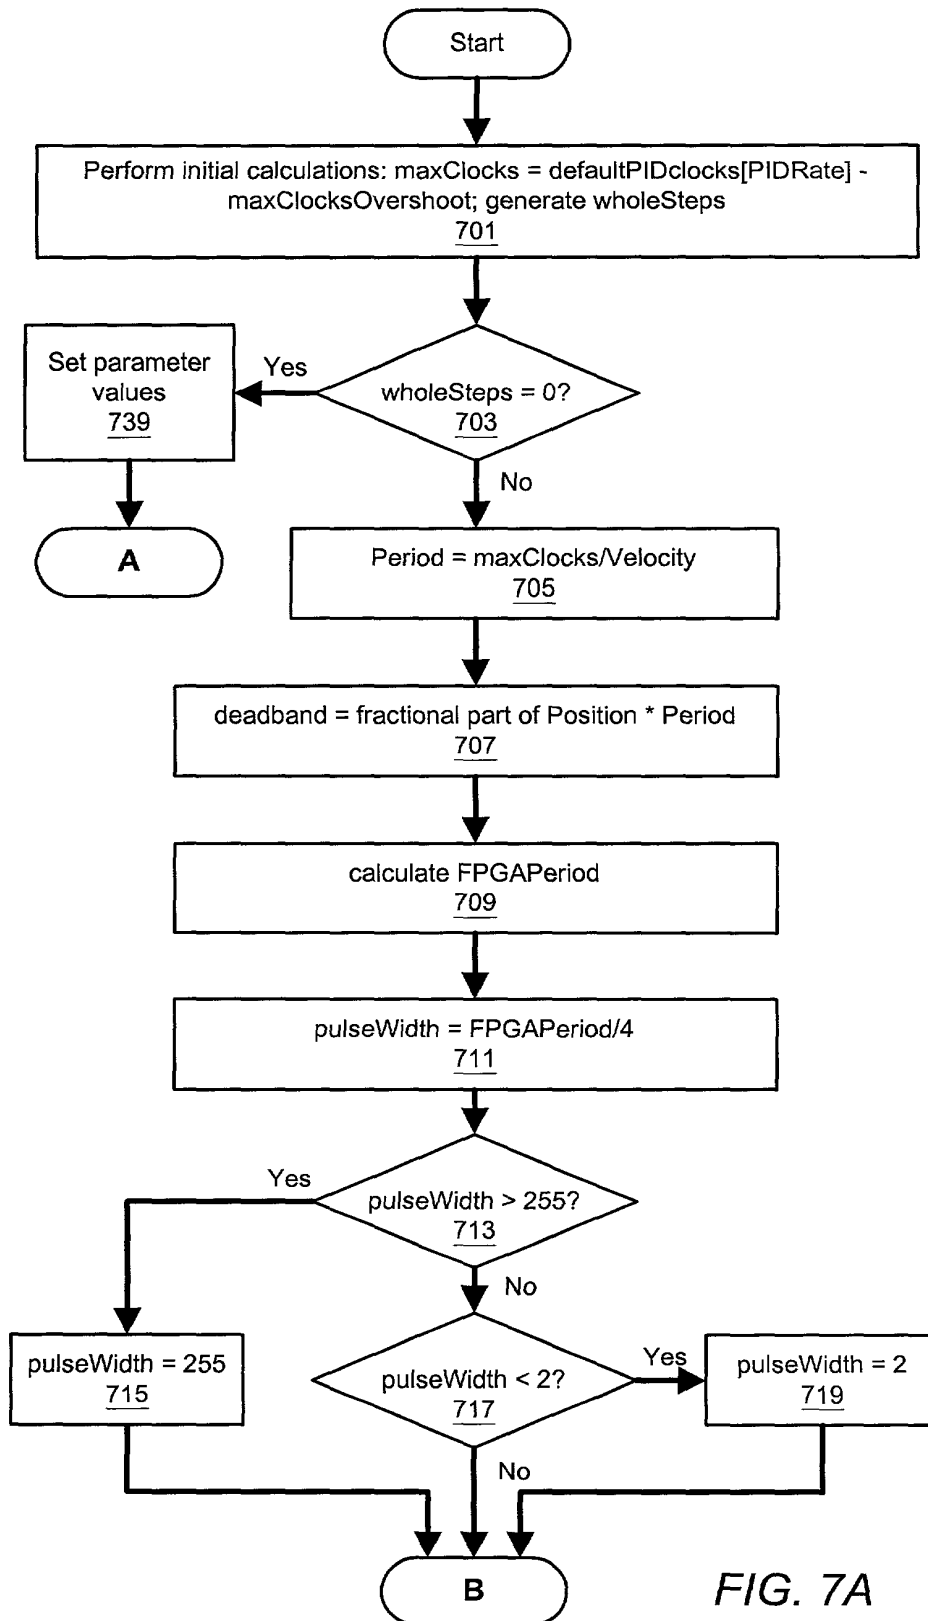 Start
Perform initial calculations: maxClocks = defaultPIDclocks[PIDRate] -
maxClocksOvershoot; generate wholeSteps
701
Set parameter
values
739
Yes
wholeSteps = 0?
703
No
A
Period = maxClocks/Velocity
705
deadband = fractional part of Position * Period
707
calculate FPGAPeriod
709
pulseWidth = FPGAPeriod/4
711
Yes
pulseWidth > 255?
713
No
pulseWidth = 255
715
pulseWidth < 2?
717
Yes
pulseWidth = 2
719
No
B
FIG. 7A